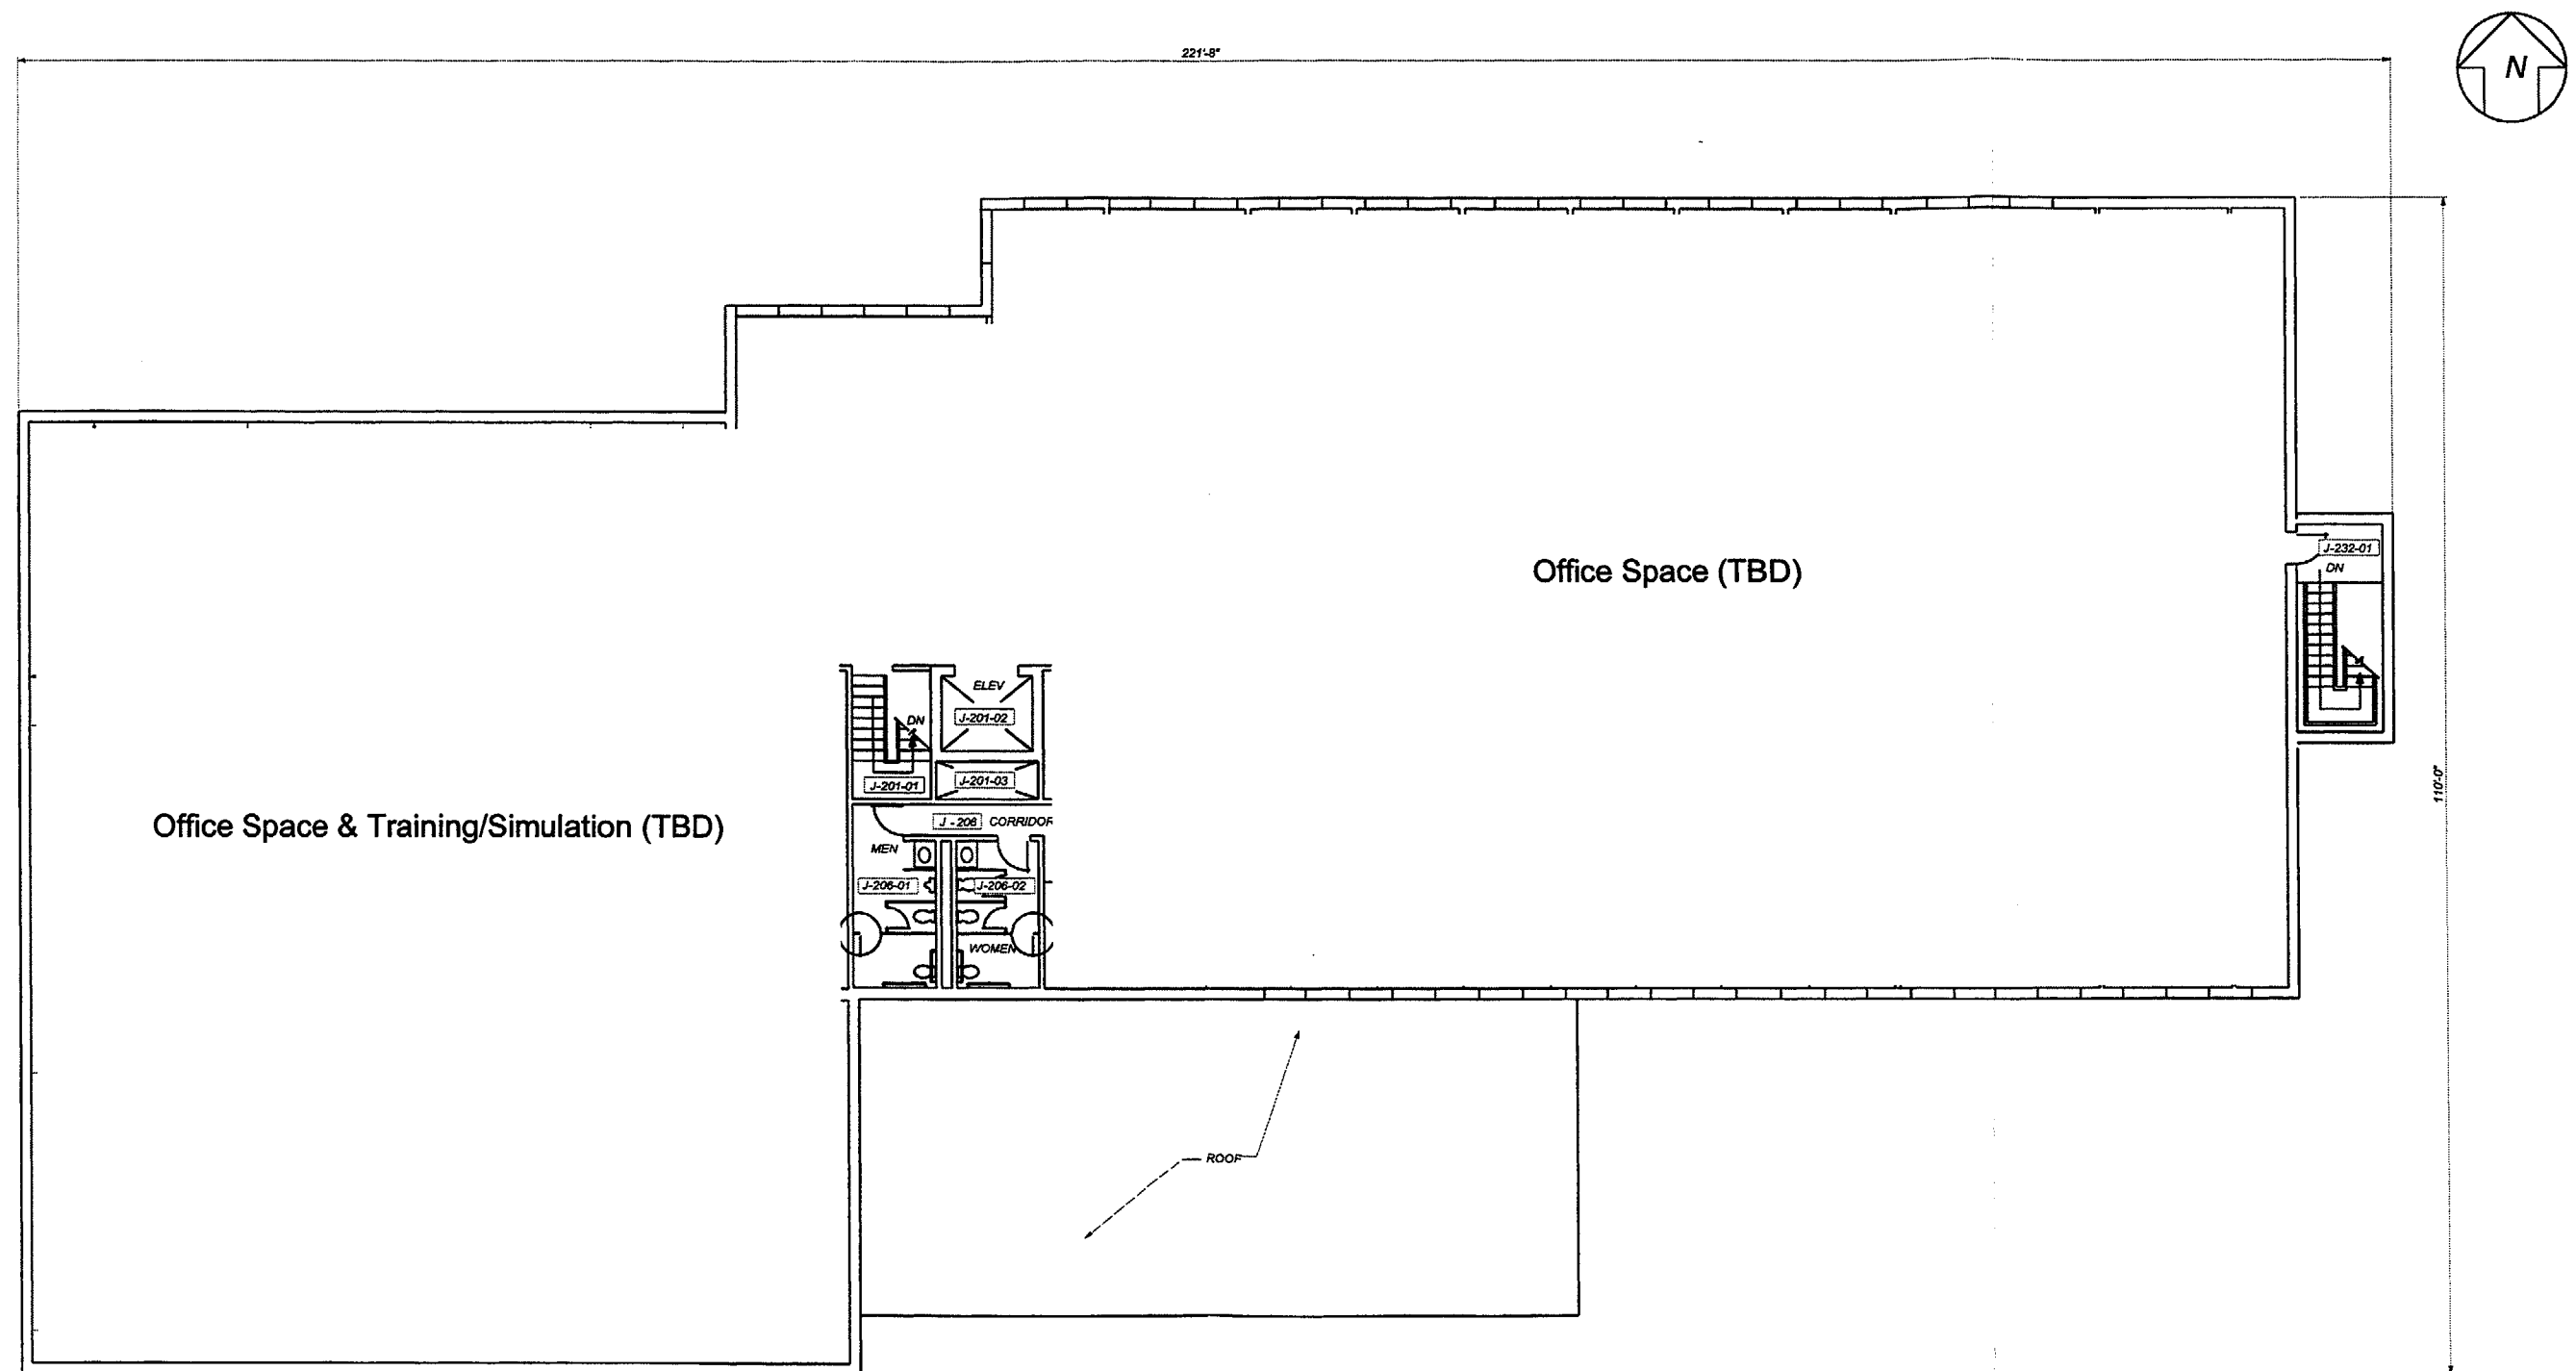 221'-8"
N
Office Space (TBD)
J-232-01
DN
ELEV
J-201-02
DN
J-201-03
J-201-01
110'-0"
Office Space & Training/Simulation (TBD)
J - 206 CORRIDOR
MEN
J-206-01
J-206-02
WOMEN
ROOF